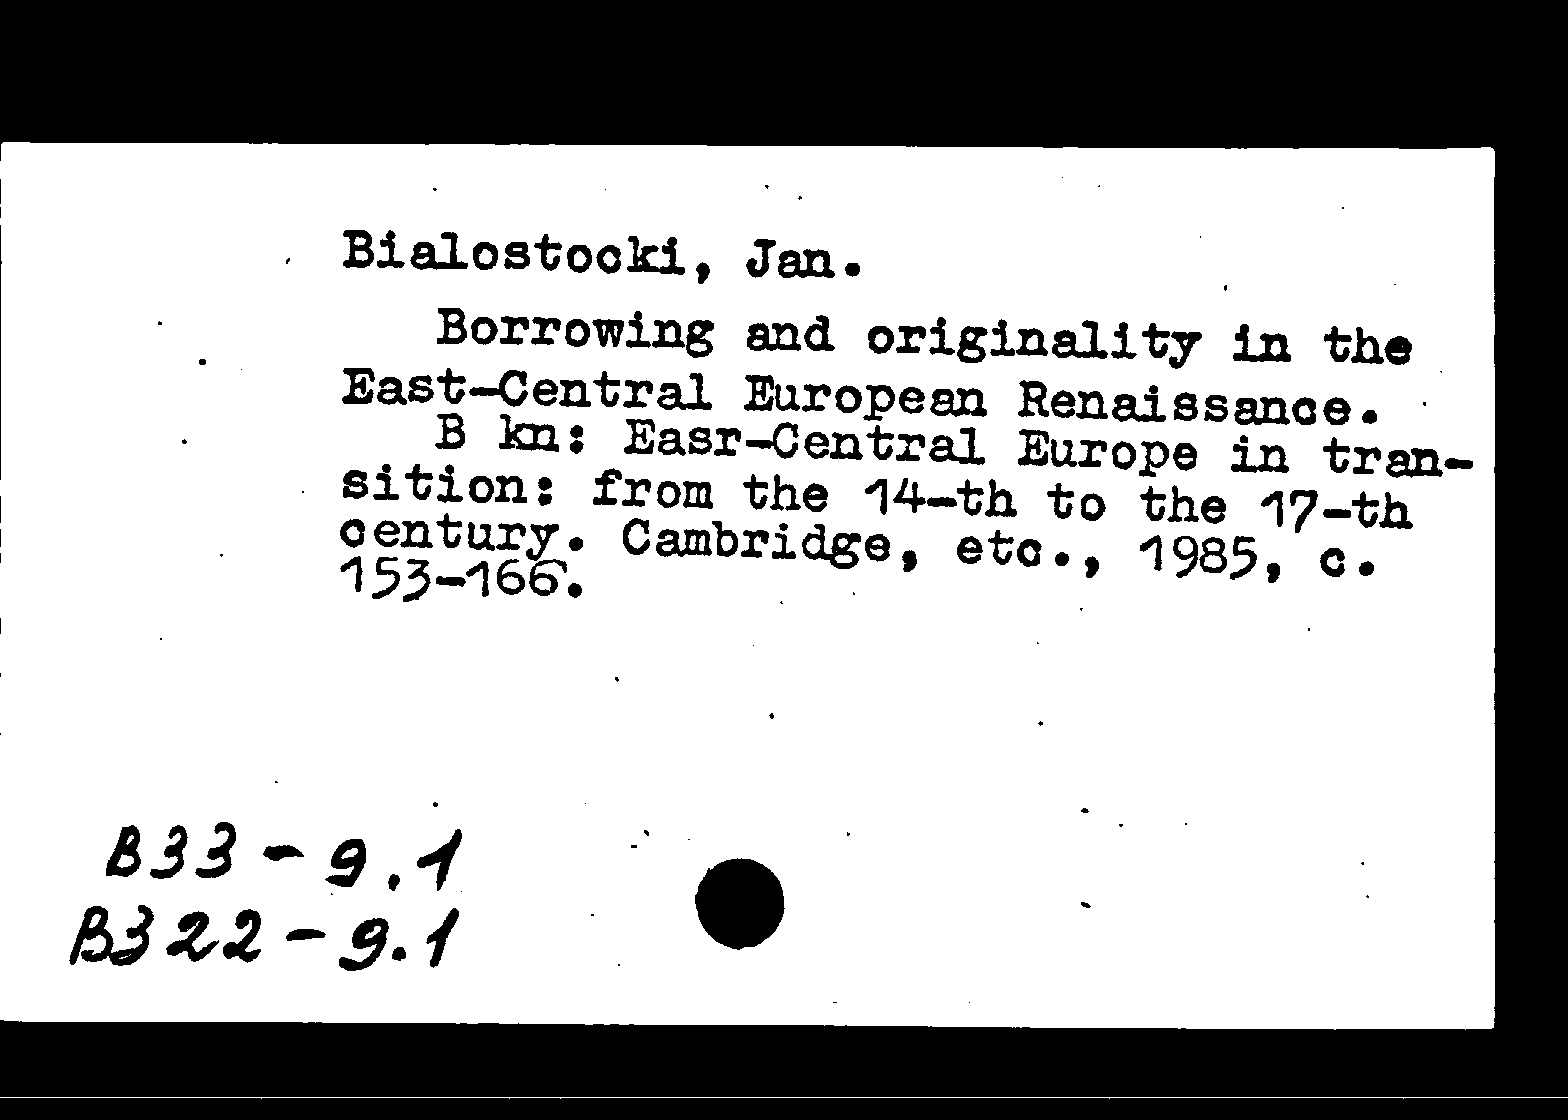 Bialostocki, Jan.
Borrowing and originality in the
East-Central European Renaissance.
B kn: Easr-Central Europe in tran-
sition: from the 14-th to the 17-th
century. Cambridge, etc., 1985, c.
153-166.
B33-9.1
B322-9.1